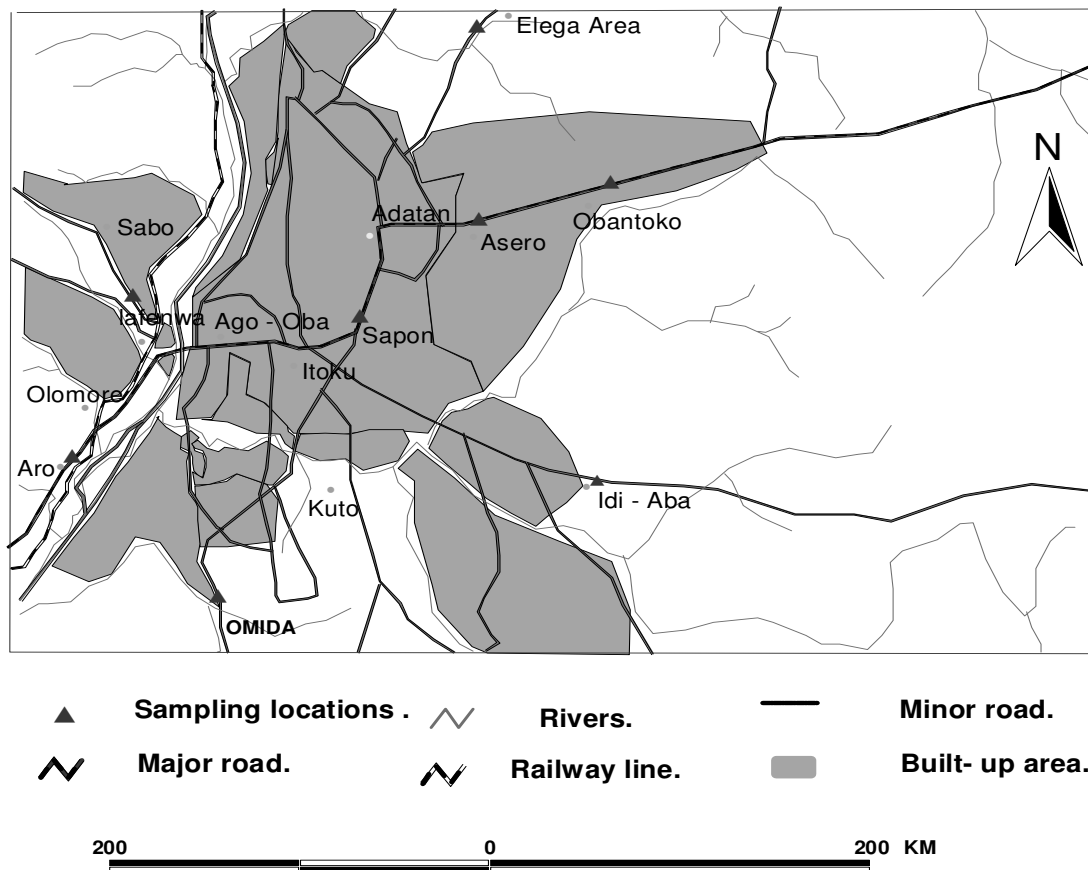 Elega Area
N
Sabo
Adatan
Obantoko
Asero
Iafenwa
Ago - Oba
Sapon
Itoku
Olomore
Aro
Kuto
Idi - Aba
OMIDA
Sampling locations .
Rivers.
Minor road.
Major road.
Railway line.
Built- up area.
200 0 200 KM